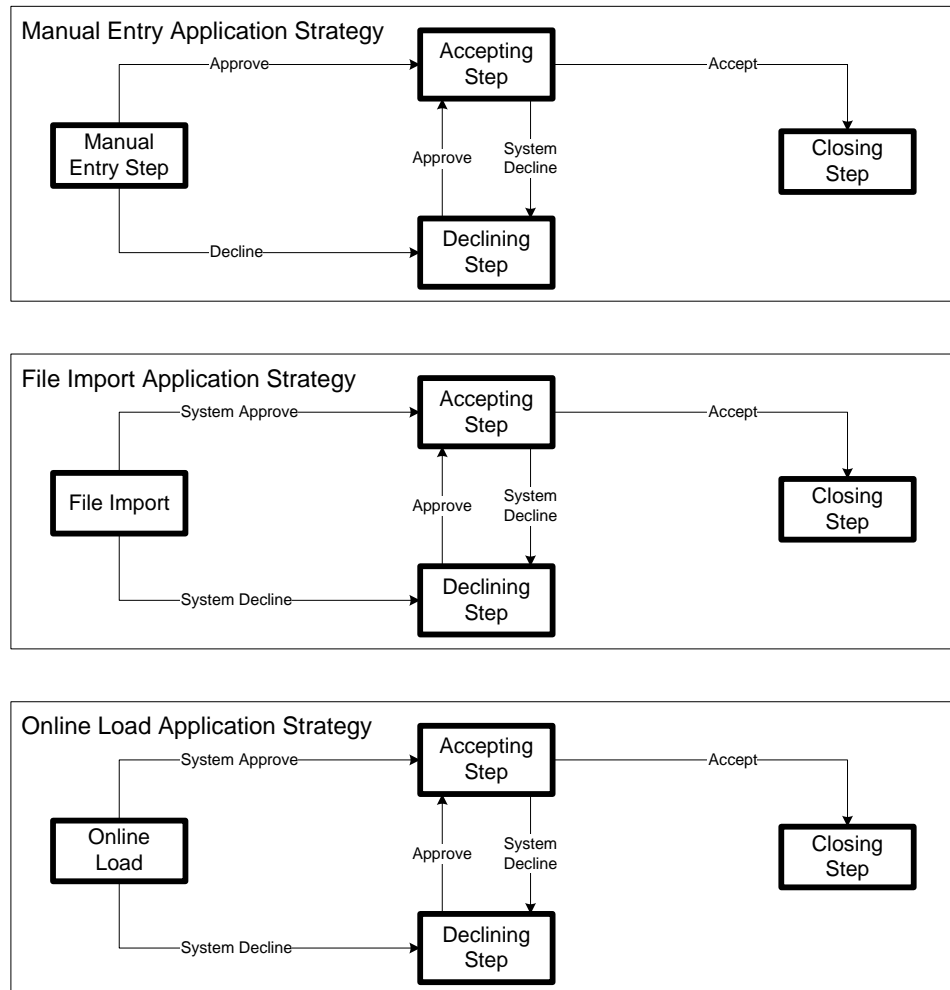 Manual Entry Application Strategy
Approve
Accepting
Step
Accept
Manual
Entry Step
Approve
System
Decline
Closing
Step
Decline
Declining
Step
File Import Application Strategy
System Approve
Accepting
Step
Accept
File Import
Approve
System
Decline
Closing
Step
System Decline
Declining
Step
Online Load Application Strategy
System Approve
Accepting
Step
Accept
Online
Load
Approve
System
Decline
Closing
Step
System Decline
Declining
Step